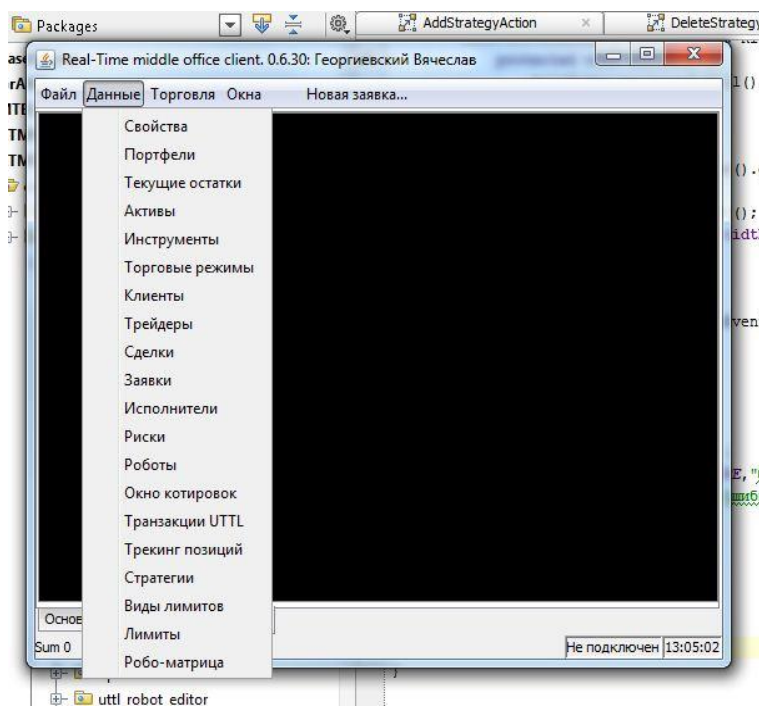 Packages
AddStrategyAction
DeleteStrategy
Real-Time middle office client. 0.6.30: Георгиевский Вячеслав
Файл Данные Торговля Окна Новая заявка...
Свойства
Портфели
Текущие остатки
Активы
Инструменты
Торговые режимы
Клиенты
Трейдеры
Сделки
Заявки
Исполнители
Риски
Роботы
Окно котировок
Транзакции UTTL
Трекинг позиций
Стратегии
Виды лимитов
Лимиты
Робо-матрица
Основ
Sum 0
Не подключен 13:05:02
uttl robot editor